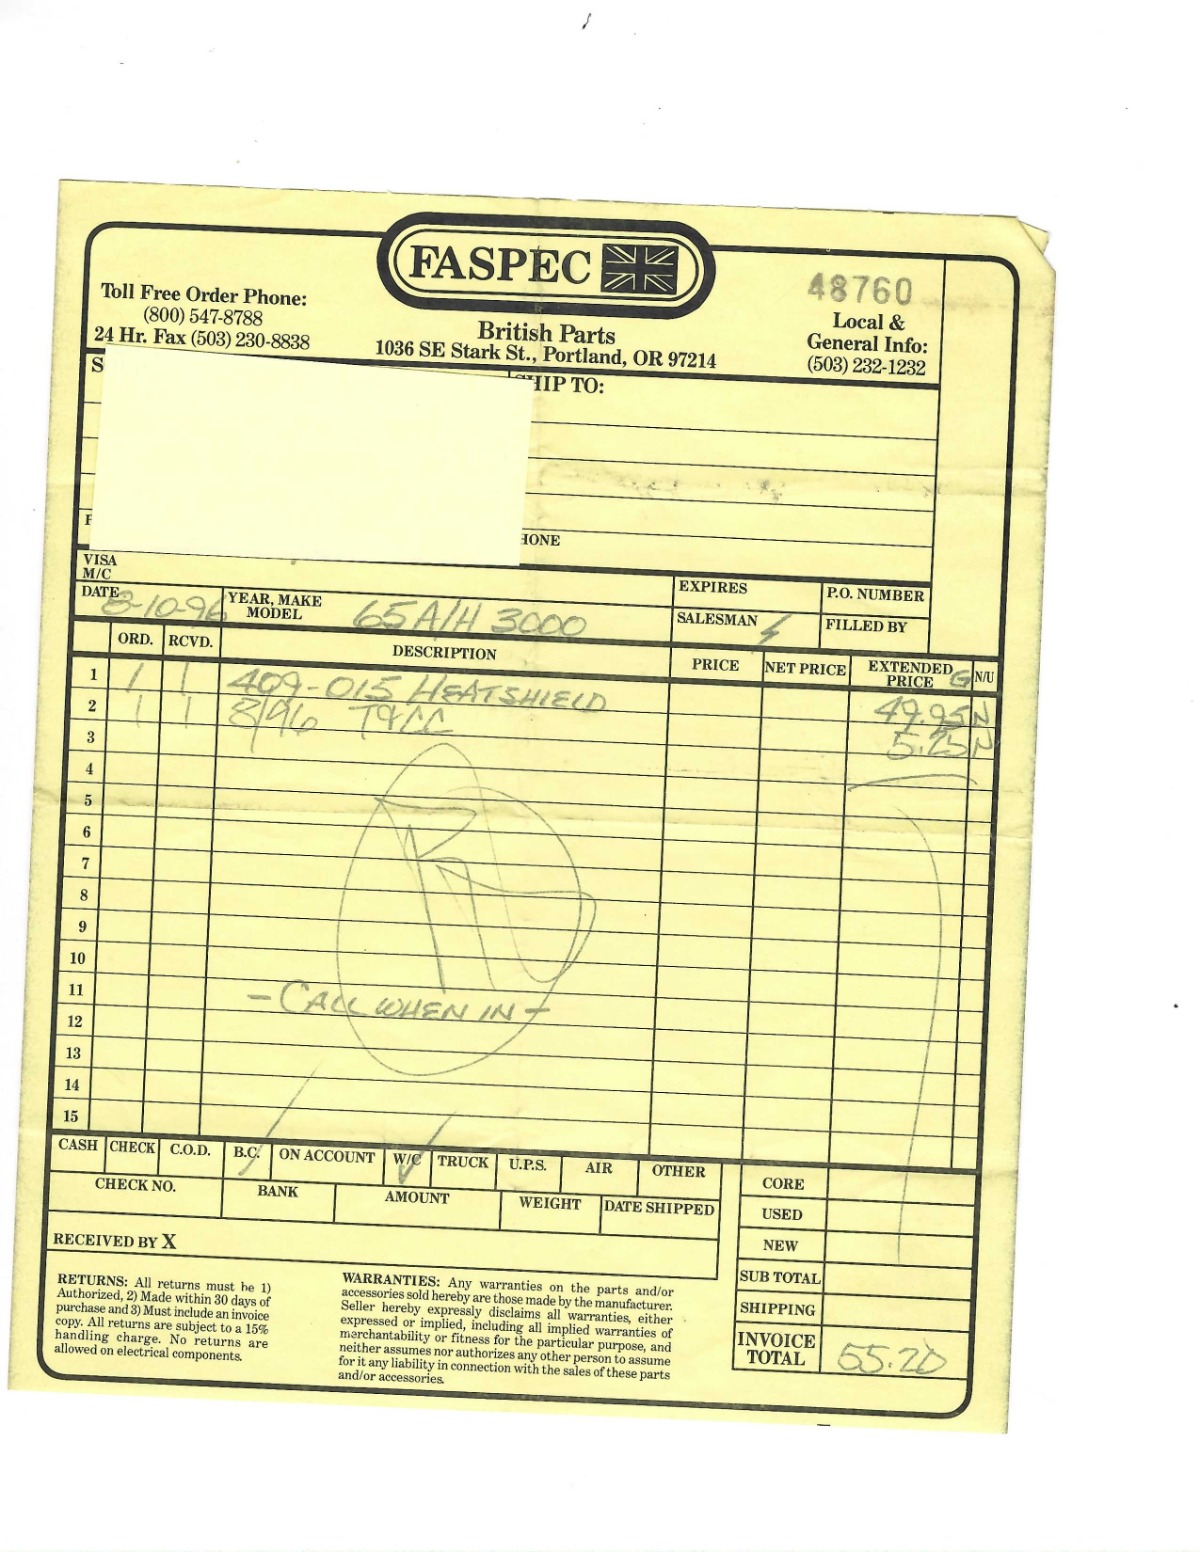 FASPEC
48760
Toll Free Order Phone:
(800) 547-8788
24 Hr. Fax (503) 230-8838
British Parts
1036 SE Stark St., Portland, OR 97214
Local &
General Info:
(503) 232-1232
S
HIP TO:
HONE
VISA
M/C
EXPIRES
P.O. NUMBER
DATE 8-10-96
YEAR, MAKE
MODEL 65 A/H 3000
SALESMAN
FILLED BY
ORD. RCVD. DESCRIPTION PRICE NET PRICE EXTENDED PRICE G N/U
1 1 1 409-015 HEATSHIELD 49.95 N
2 1 1 8/96 T&CC 5.25 N
3
4
5
6
7
8
9
10
11 - CALL WHEN IN -
12
13
14
15
CASH CHECK C.O.D. B.C. ON ACCOUNT W/C TRUCK U.P.S. AIR OTHER
CHECK NO. BANK AMOUNT WEIGHT DATE SHIPPED
RECEIVED BY X
CORE
USED
NEW
SUB TOTAL
SHIPPING
INVOICE
TOTAL 55.20
RETURNS: All returns must be 1)
Authorized, 2) Made within 30 days of
purchase and 3) Must include an invoice
copy. All returns are subject to a 15%
handling charge. No returns are
allowed on electrical components.
WARRANTIES: Any warranties on the parts and/or
accessories sold hereby are those made by the manufacturer.
Seller hereby expressly disclaims all warranties, either
expressed or implied, including all implied warranties of
merchantability or fitness for the particular purpose, and
neither assumes nor authorizes any other person to assume
for it any liability in connection with the sales of these parts
and/or accessories.